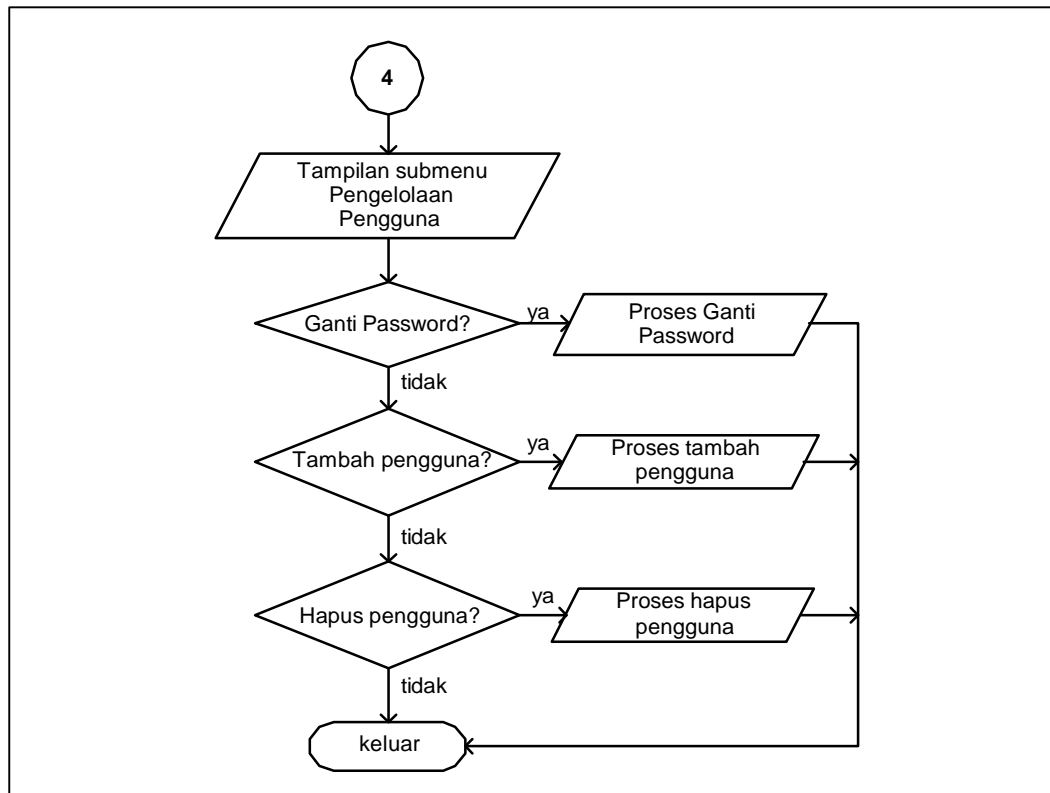 4
Tampilan submenu
Pengelolaan
Pengguna
Ganti Password?
ya
Proses Ganti
Password
tidak
Tambah pengguna?
ya
Proses tambah
pengguna
tidak
Hapus pengguna?
ya
Proses hapus
pengguna
tidak
keluar